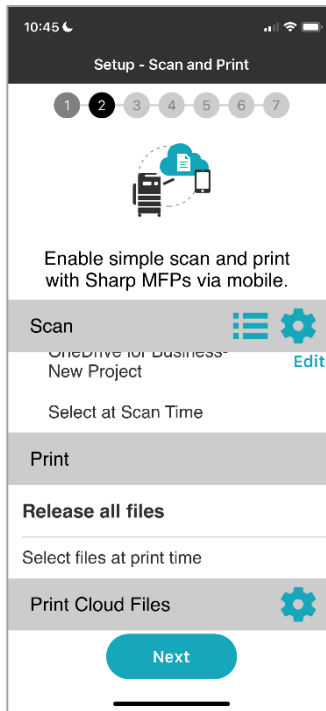 10:45
Setup - Scan and Print
1 2 3 4 5 6 7
Enable simple scan and print
with Sharp MFPs via mobile.
Scan
OneDrive for Business-
New Project
Edit
Select at Scan Time
Print
Release all files
Select files at print time
Print Cloud Files
Next